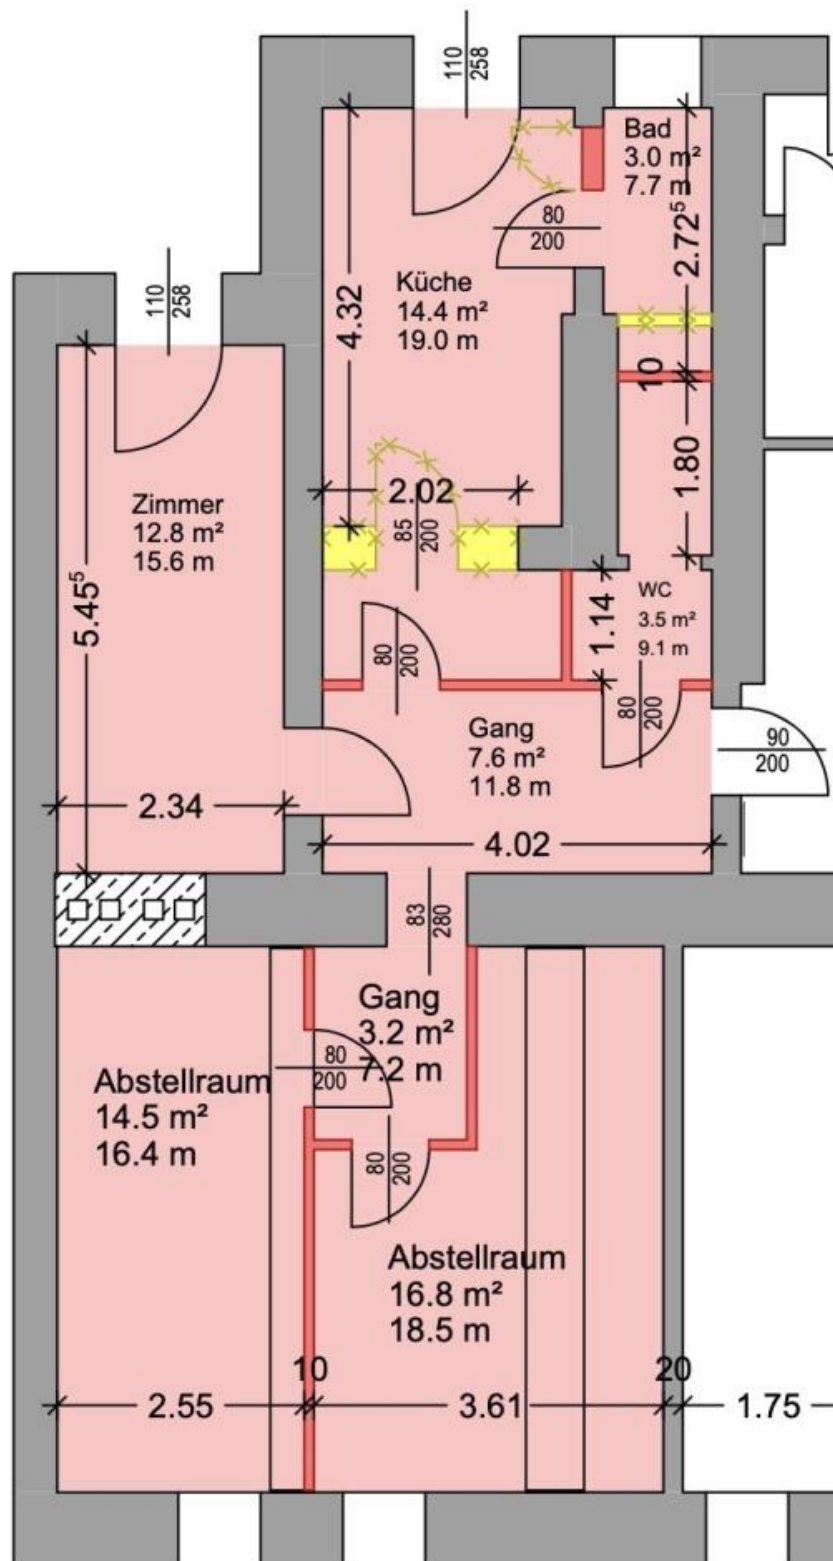 110
258
Bad
3.0 m²
7.7 m
80
200
2.72⁵
110
258
Küche
14.4 m²
19.0 m
4.32
10
1.80
2.02
Zimmer
12.8 m²
15.6 m
85
200
5.45⁵
1.14
WC
3.5 m²
9.1 m
80
200
80
200
Gang
7.6 m²
11.8 m
90
200
2.34
4.02
83
280
Gang
3.2 m²
7.2 m
80
200
Abstellraum
14.5 m²
16.4 m
80
200
Abstellraum
16.8 m²
18.5 m
10
20
2.55
3.61
1.75